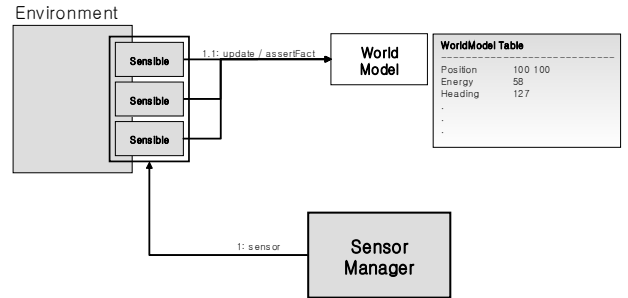 Environment
Sensible
Sensible
Sensible
1.1: update / assertFact
World
Model
WorldModel Table
------------------------------
Position 100 100
Energy 58
Heading 127
.
.
.
1: sensor
Sensor
Manager